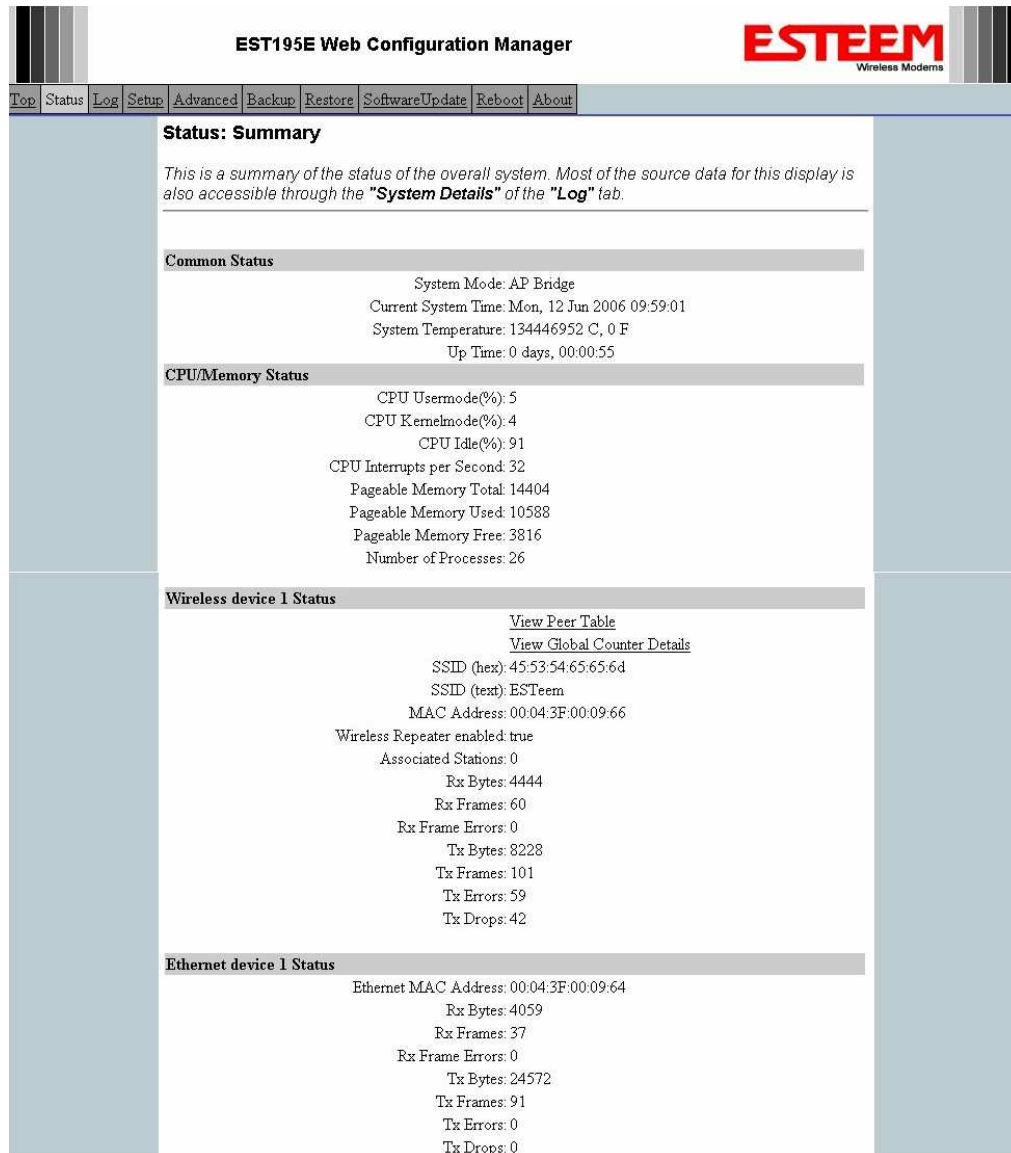 EST195E Web Configuration Manager
ESTEEM
Wireless Modems
Top Status Log Setup Advanced Backup Restore SoftwareUpdate Reboot About
Status: Summary
This is a summary of the status of the overall system. Most of the source data for this display is
also accessible through the "System Details" of the "Log" tab.
Common Status
System Mode: AP Bridge
Current System Time: Mon, 12 Jun 2006 09:59:01
System Temperature: 134446952 C, 0 F
Up Time: 0 days, 00:00:55
CPU/Memory Status
CPU Usermode(%): 5
CPU Kernelmode(%): 4
CPU Idle(%): 91
CPU Interrupts per Second: 32
Pageable Memory Total: 14404
Pageable Memory Used: 10588
Pageable Memory Free: 3816
Number of Processes: 26
Wireless device 1 Status
View Peer Table
View Global Counter Details
SSID (hex): 45:53:54:65:65:6d
SSID (text): ESTeem
MAC Address: 00:04:3F:00:09:66
Wireless Repeater enabled: true
Associated Stations: 0
Rx Bytes: 4444
Rx Frames: 60
Rx Frame Errors: 0
Tx Bytes: 8228
Tx Frames: 101
Tx Errors: 59
Tx Drops: 42
Ethernet device 1 Status
Ethernet MAC Address: 00:04:3F:00:09:64
Rx Bytes: 4059
Rx Frames: 37
Rx Frame Errors: 0
Tx Bytes: 24572
Tx Frames: 91
Tx Errors: 0
Tx Drops: 0